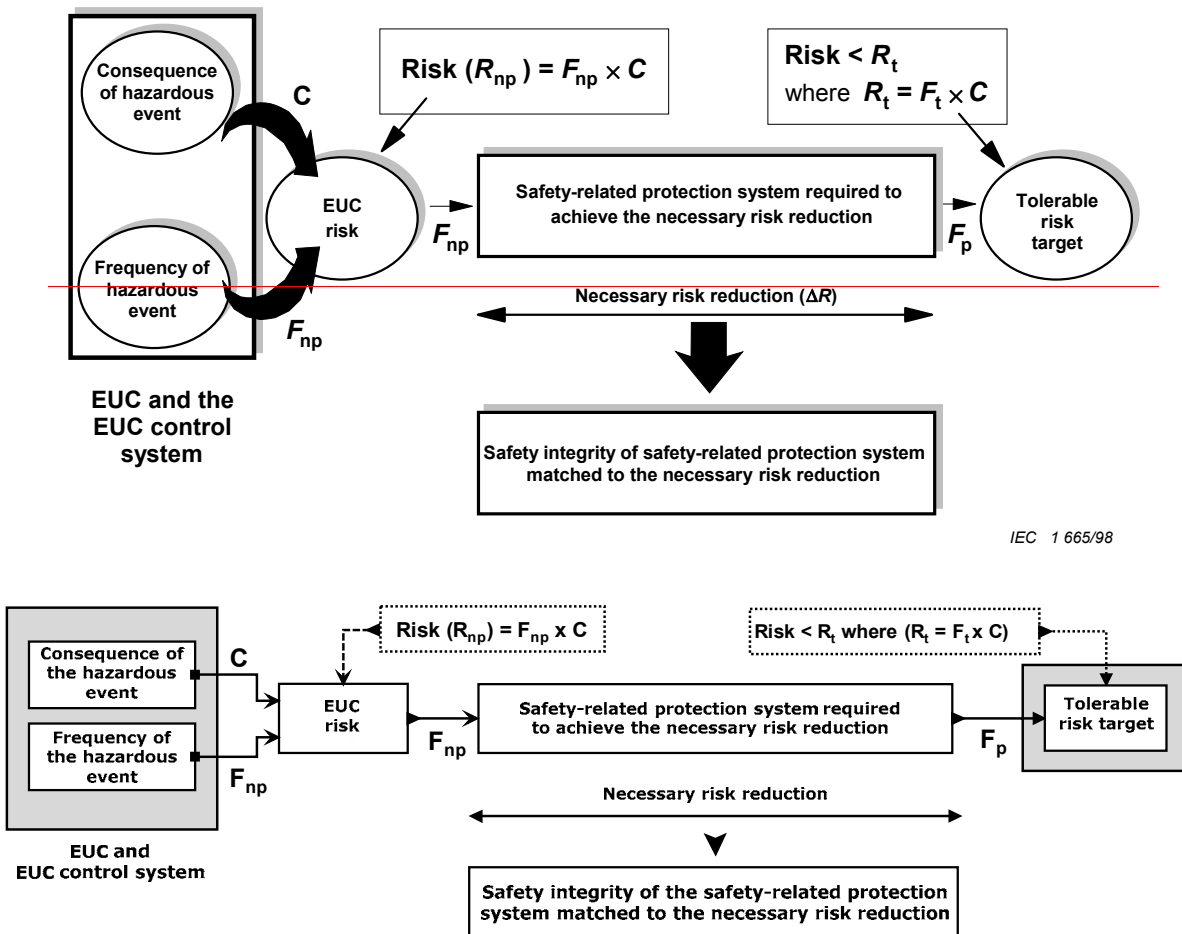 Consequence
of hazardous
event
C
Risk (Rnp) = Fnp × C
Risk < Rt
where Rt = Ft × C
EUC
risk
Fnp
Safety-related protection system required to
achieve the necessary risk reduction
Fp
Tolerable
risk
target
Frequency of
hazardous
event
Fnp
Necessary risk reduction (ΔR)
EUC and the
EUC control
system
Safety integrity of safety-related protection system
matched to the necessary risk reduction
IEC 1 665/98
Consequence of
the hazardous
event
C
Risk (Rnp) = Fnp x C
Risk < Rt where (Rt = Ft x C)
EUC
risk
Fnp
Safety-related protection system required
to achieve the necessary risk reduction
Fp
Tolerable
risk target
Frequency of
the hazardous
event
Fnp
Necessary risk reduction
EUC and
EUC control system
Safety integrity of the safety-related protection
system matched to the necessary risk reduction